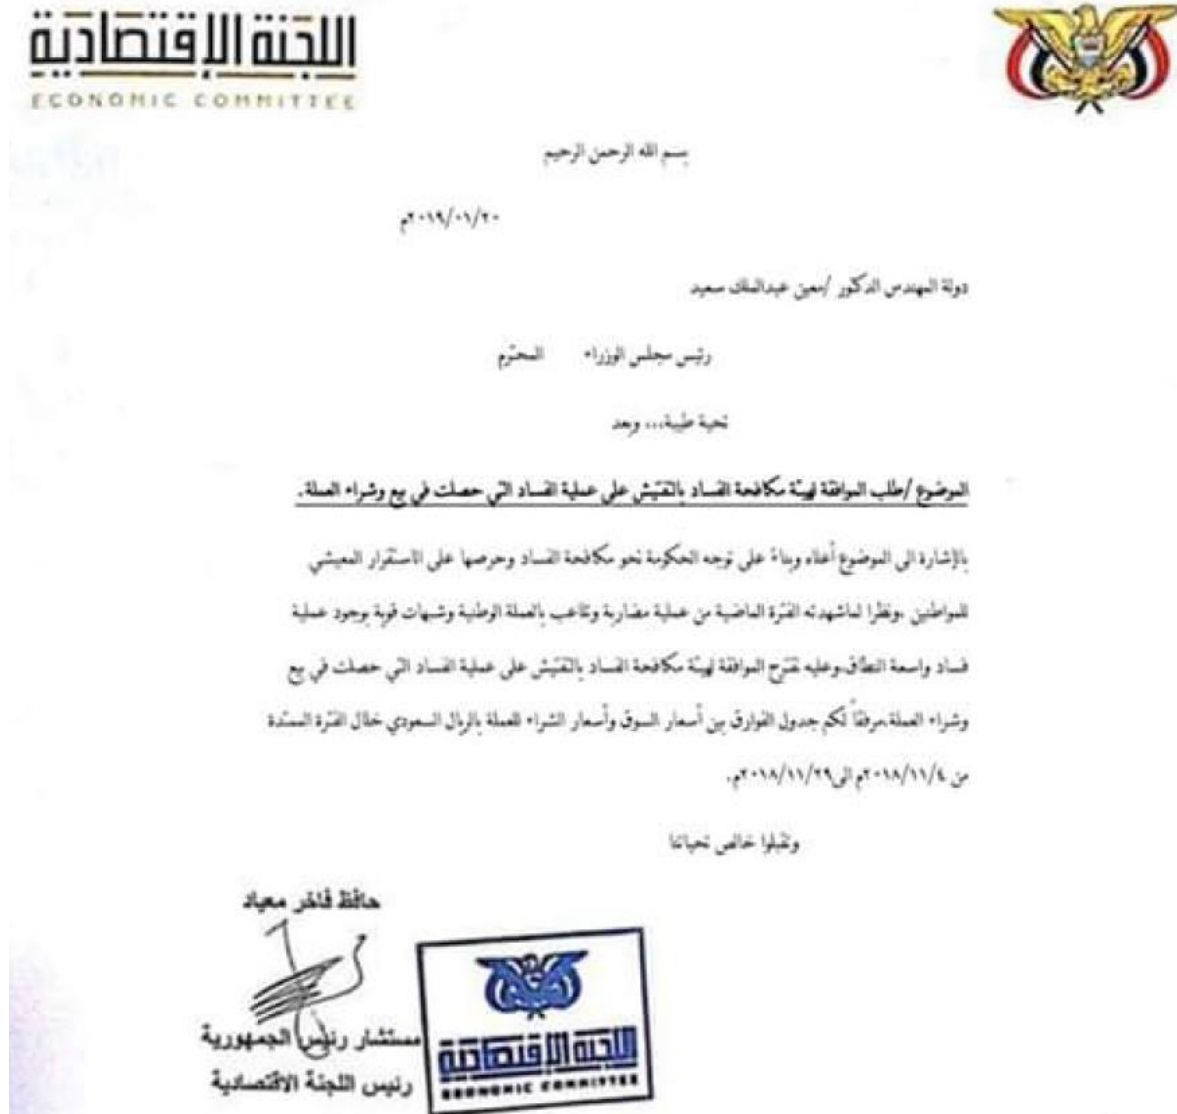 اللجنة الإقتصادية
ECONOMIC COMMITTEE
بسم الله الرحمن الرحيم
٢٠١٩/٠١/٢٠م
دولة المهندس الدكتور /معين عبدالملك سعيد
رئيس مجلس الوزراء المحترم
تحية طيبة... وبعد
الموضوع /طلب الموافقة لهيئة مكافحة الفساد بالتفتيش على عملية الفساد التي حصلت في بيع وشراء العملة.
بالإشارة الى الموضوع أعلاه وبناءً على توجه الحكومة نحو مكافحة الفساد وحرصها على الاستقرار المعيشي
للمواطنين .ونظرا لماشهدته الفترة الماضية من عملية مضاربة وتلاعب بالعملة الوطنية وشبهات قوية بوجود عملية
فساد واسعة النطاق.وعليه نقترح الموافقة لهيئة مكافحة الفساد بالتفتيش على عملية الفساد التي حصلت في بيع
وشراء العملة.مرفقاً لكم جدول الفوارق بين أسعار السوق وأسعار الشراء للعملة بالريال السعودي خلال الفترة الممتدة
من ٢٠١٨/١١/٤م الى٢٠١٨/١١/٢٩م.
وتقبلوا خالص تحياتنا
حافظ فاخر معياد
مستشار رئيس الجمهورية
رئيس اللجنة الاقتصادية
اللجنة الإقتصادية
ECONOMIC COMMITTEE